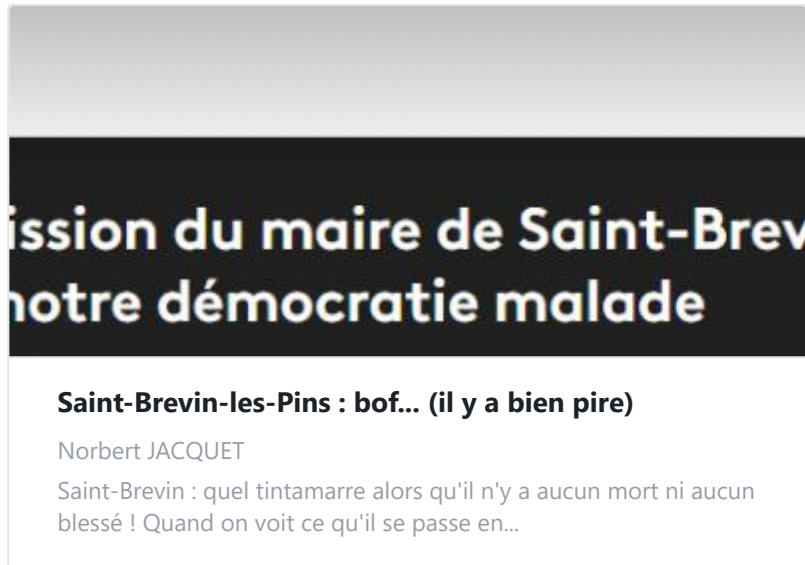 ission du maire de Saint-Brev
notre démocratie malade
Saint-Brevin-les-Pins : bof... (il y a bien pire)
Norbert JACQUET
Saint-Brevin : quel tintamarre alors qu'il n'y a aucun mort ni aucun
blessé ! Quand on voit ce qu'il se passe en...